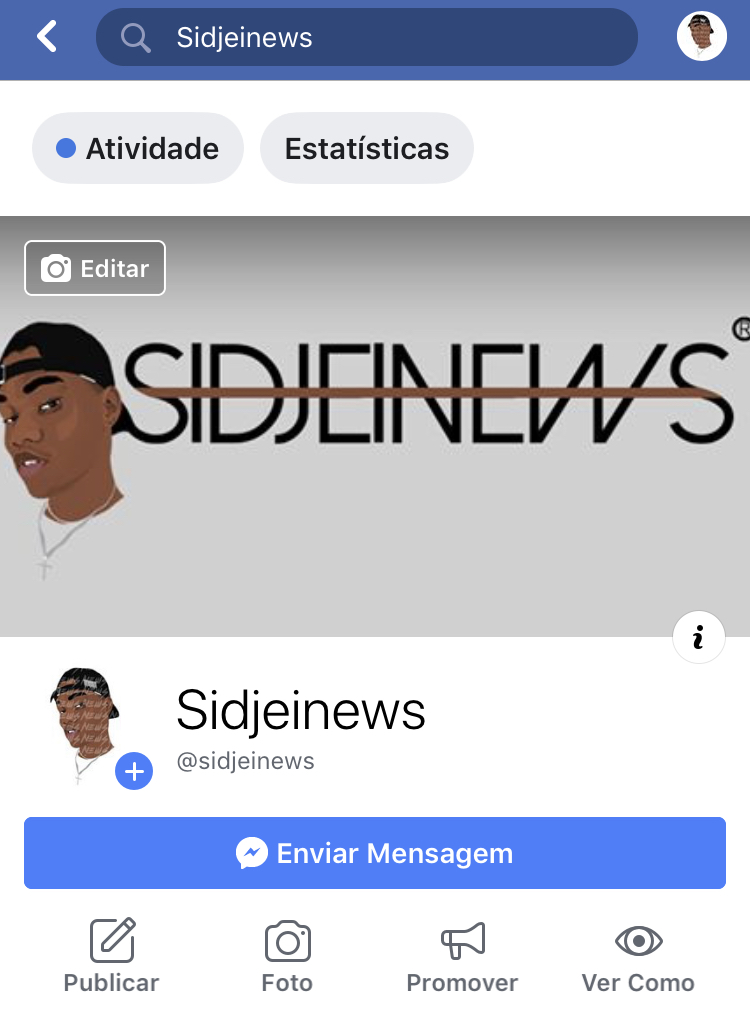 Sidjeinews
Atividade
Estatísticas
Editar
SIDJEINEWS®
Sidjeinews
@sidjeinews
Enviar Mensagem
Publicar
Foto
Promover
Ver Como